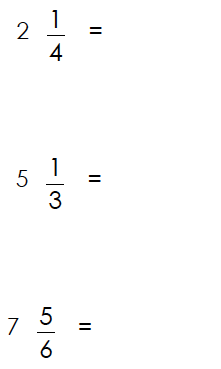 2 1/4 =
5 1/3 =
7 5/6 =